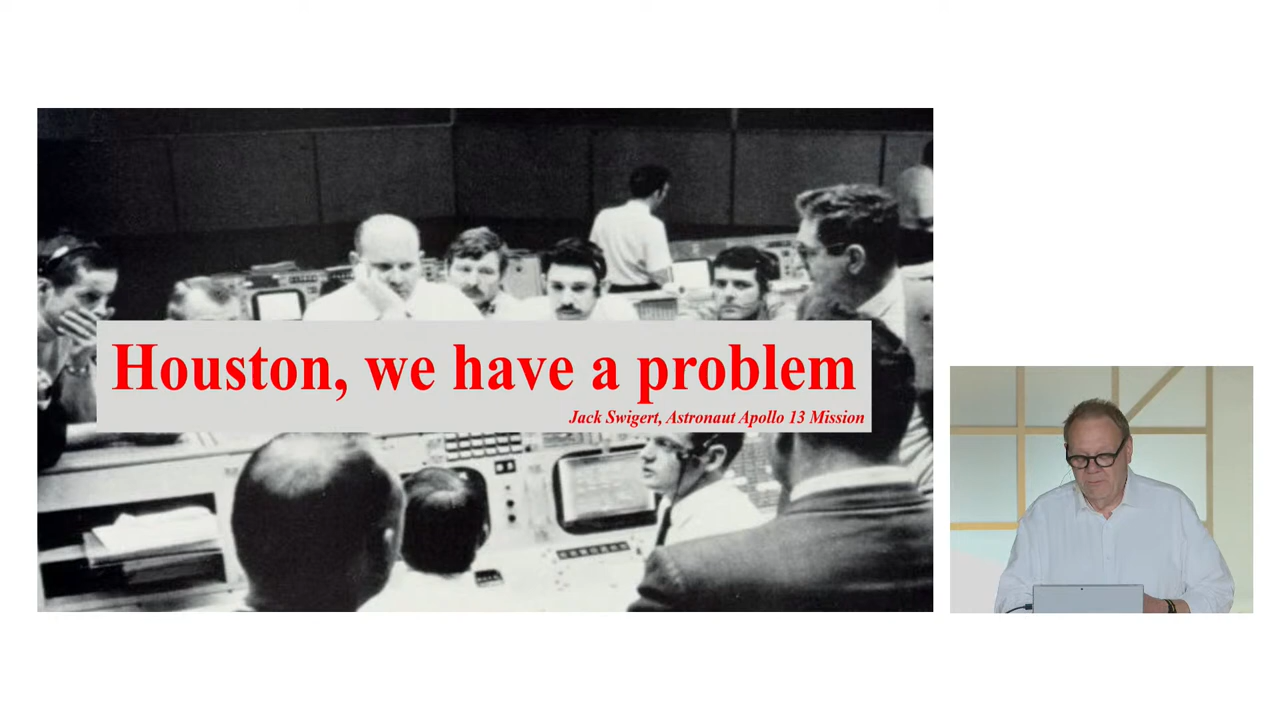 Houston, we have a problem
Jack Swigert, Astronaut Apollo 13 Mission